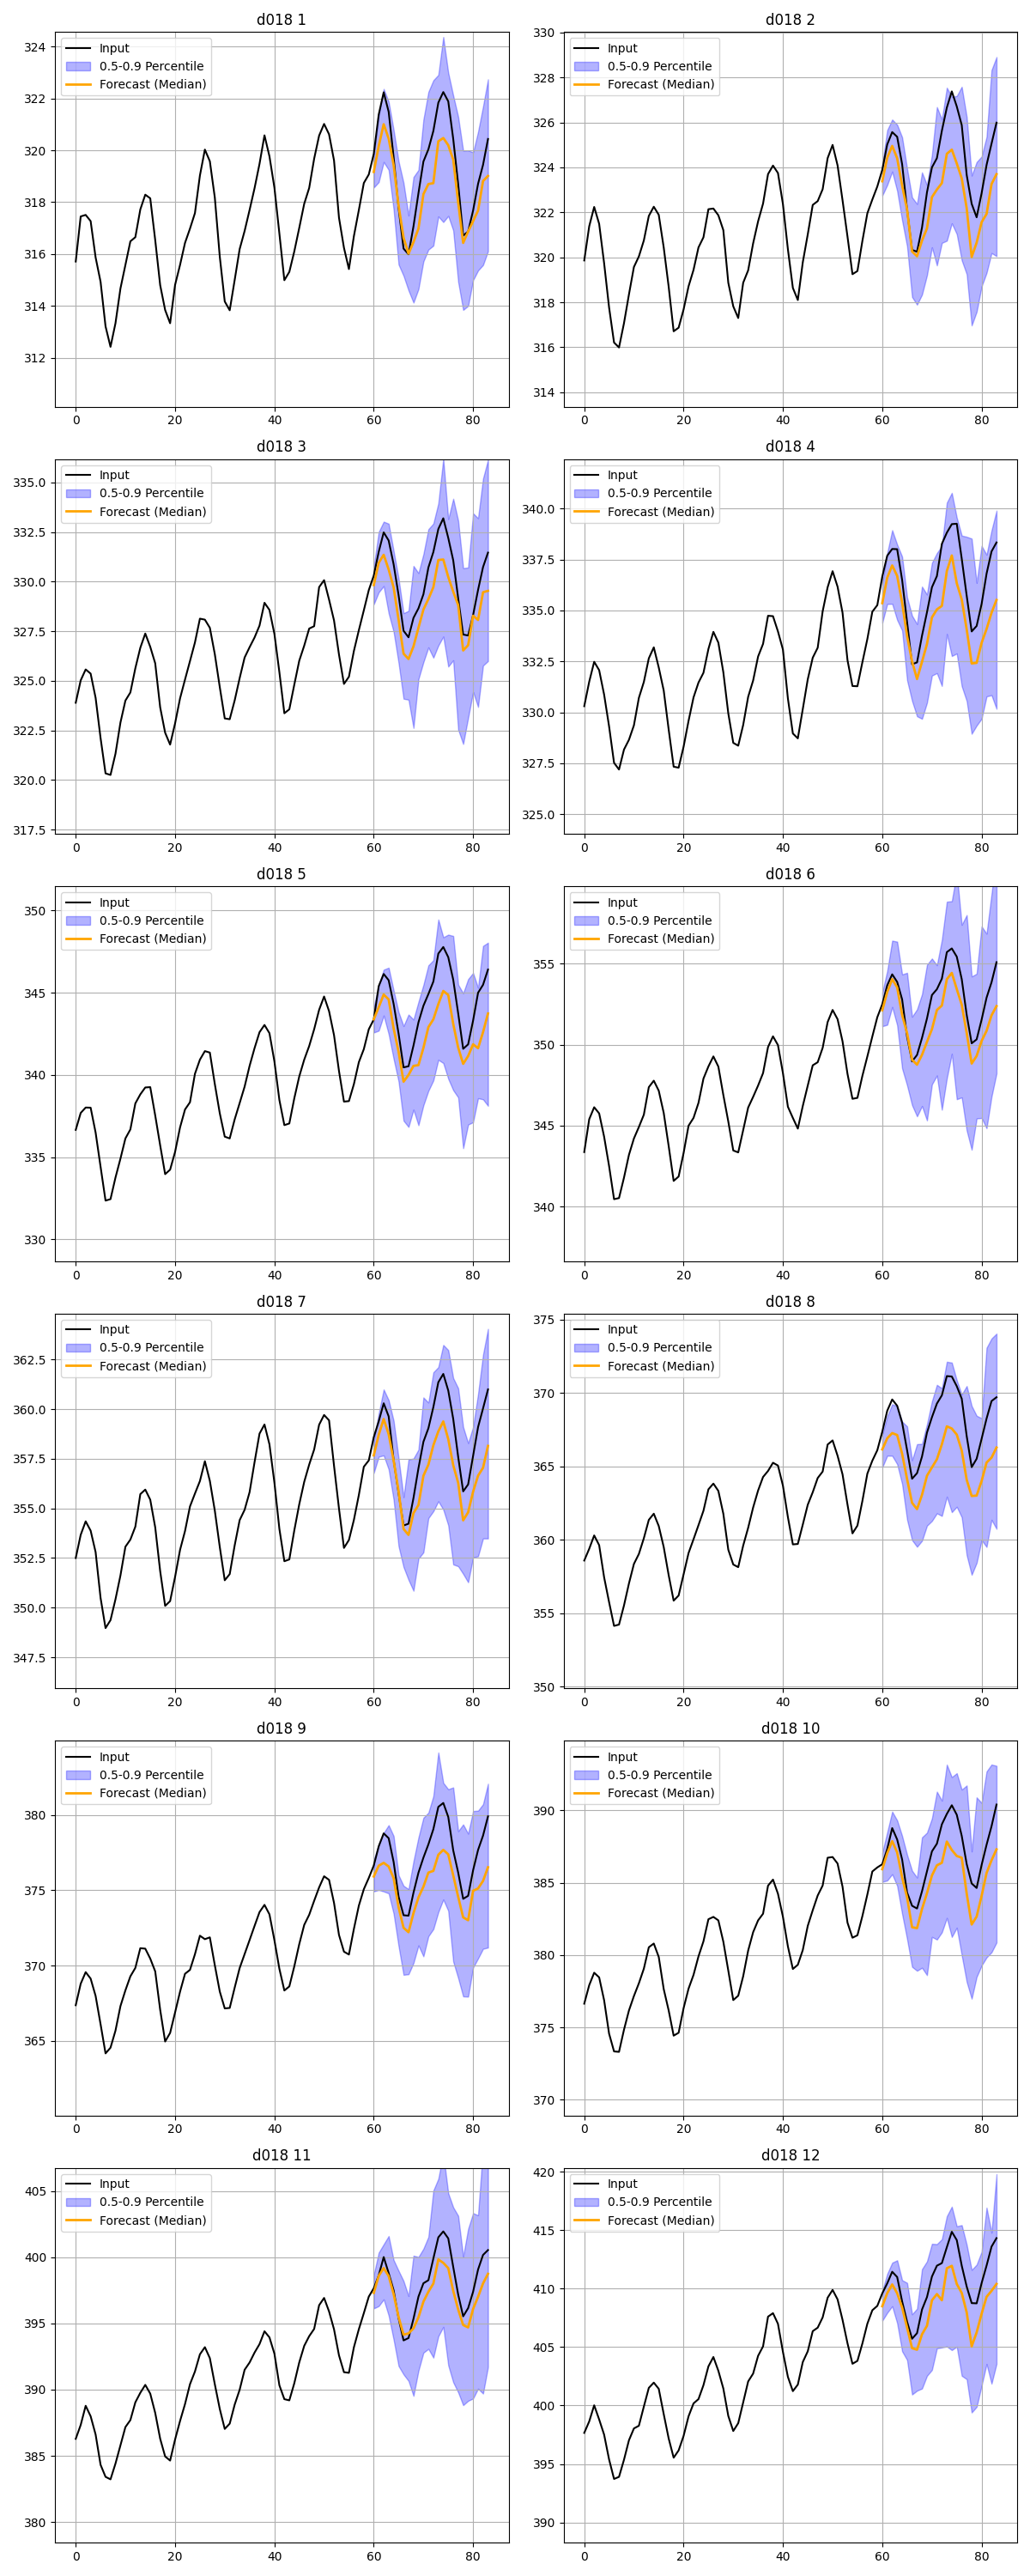 d018 1
324
322
320
318
316
314
312
0 20 40 60 80
Input
0.5-0.9 Percentile
Forecast (Median)
d018 2
330
328
326
324
322
320
318
316
314
0 20 40 60 80
Input
0.5-0.9 Percentile
Forecast (Median)
d018 3
335.0
332.5
330.0
327.5
325.0
322.5
320.0
317.5
0 20 40 60 80
Input
0.5-0.9 Percentile
Forecast (Median)
d018 4
340.0
337.5
335.0
332.5
330.0
327.5
325.0
0 20 40 60 80
Input
0.5-0.9 Percentile
Forecast (Median)
d018 5
350
345
340
335
330
0 20 40 60 80
Input
0.5-0.9 Percentile
Forecast (Median)
d018 6
355
350
345
340
0 20 40 60 80
Input
0.5-0.9 Percentile
Forecast (Median)
d018 7
362.5
360.0
357.5
355.0
352.5
350.0
347.5
0 20 40 60 80
Input
0.5-0.9 Percentile
Forecast (Median)
d018 8
375
370
365
360
355
350
0 20 40 60 80
Input
0.5-0.9 Percentile
Forecast (Median)
d018 9
380
375
370
365
0 20 40 60 80
Input
0.5-0.9 Percentile
Forecast (Median)
d018 10
390
385
380
375
370
0 20 40 60 80
Input
0.5-0.9 Percentile
Forecast (Median)
d018 11
405
400
395
390
385
380
0 20 40 60 80
Input
0.5-0.9 Percentile
Forecast (Median)
d018 12
420
415
410
405
400
395
390
0 20 40 60 80
Input
0.5-0.9 Percentile
Forecast (Median)